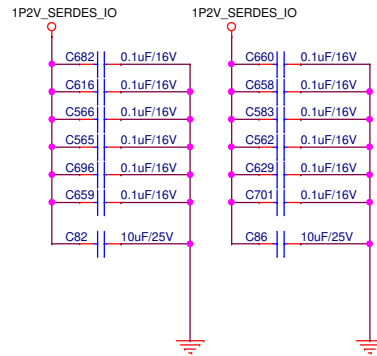 1P2V_SERDES_IO 1P2V_SERDES_IO
C682 0.1uF/16V C660 0.1uF/16V
C616 0.1uF/16V C658 0.1uF/16V
C566 0.1uF/16V C583 0.1uF/16V
C565 0.1uF/16V C562 0.1uF/16V
C696 0.1uF/16V C629 0.1uF/16V
C659 0.1uF/16V C701 0.1uF/16V
C82 10uF/25V C86 10uF/25V